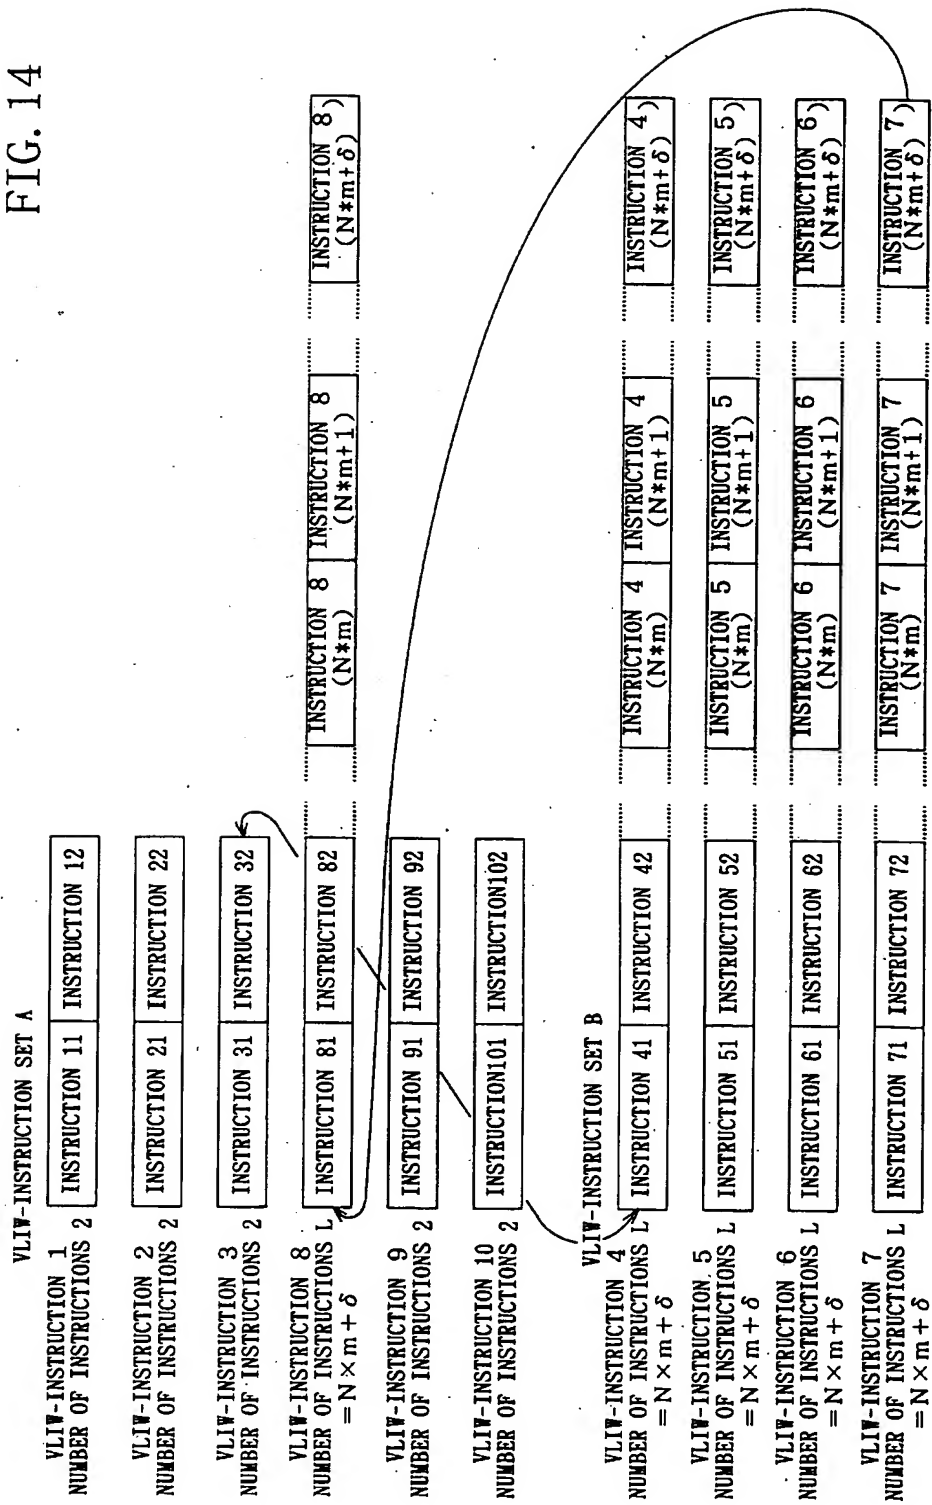 FIG. 14
VLIW-INSTRUCTION SET A
VLIW-INSTRUCTION 1
NUMBER OF INSTRUCTIONS 2
INSTRUCTION 11 INSTRUCTION 12
VLIW-INSTRUCTION 2
NUMBER OF INSTRUCTIONS 2
INSTRUCTION 21 INSTRUCTION 22
VLIW-INSTRUCTION 3
NUMBER OF INSTRUCTIONS 2
INSTRUCTION 31 INSTRUCTION 32
VLIW-INSTRUCTION 8
NUMBER OF INSTRUCTIONS L
=N×m+δ
INSTRUCTION 81 INSTRUCTION 82 INSTRUCTION 8 INSTRUCTION 8 INSTRUCTION 8
(N*m) (N*m+1) (N*m+δ)
VLIW-INSTRUCTION 9
NUMBER OF INSTRUCTIONS 2
INSTRUCTION 91 INSTRUCTION 92
VLIW-INSTRUCTION 10
NUMBER OF INSTRUCTIONS 2
INSTRUCTION101 INSTRUCTION102
VLIW-INSTRUCTION SET B
VLIW-INSTRUCTION 4
NUMBER OF INSTRUCTIONS L
=N×m+δ
INSTRUCTION 41 INSTRUCTION 42 INSTRUCTION 4 INSTRUCTION 4 INSTRUCTION 4
(N*m) (N*m+1) (N*m+δ)
VLIW-INSTRUCTION 5
NUMBER OF INSTRUCTIONS L
=N×m+δ
INSTRUCTION 51 INSTRUCTION 52 INSTRUCTION 5 INSTRUCTION 5 INSTRUCTION 5
(N*m) (N*m+1) (N*m+δ)
VLIW-INSTRUCTION 6
NUMBER OF INSTRUCTIONS L
=N×m+δ
INSTRUCTION 61 INSTRUCTION 62 INSTRUCTION 6 INSTRUCTION 6 INSTRUCTION 6
(N*m) (N*m+1) (N*m+δ)
VLIW-INSTRUCTION 7
NUMBER OF INSTRUCTIONS L
=N×m+δ
INSTRUCTION 71 INSTRUCTION 72 INSTRUCTION 7 INSTRUCTION 7 INSTRUCTION 7
(N*m) (N*m+1) (N*m+δ)